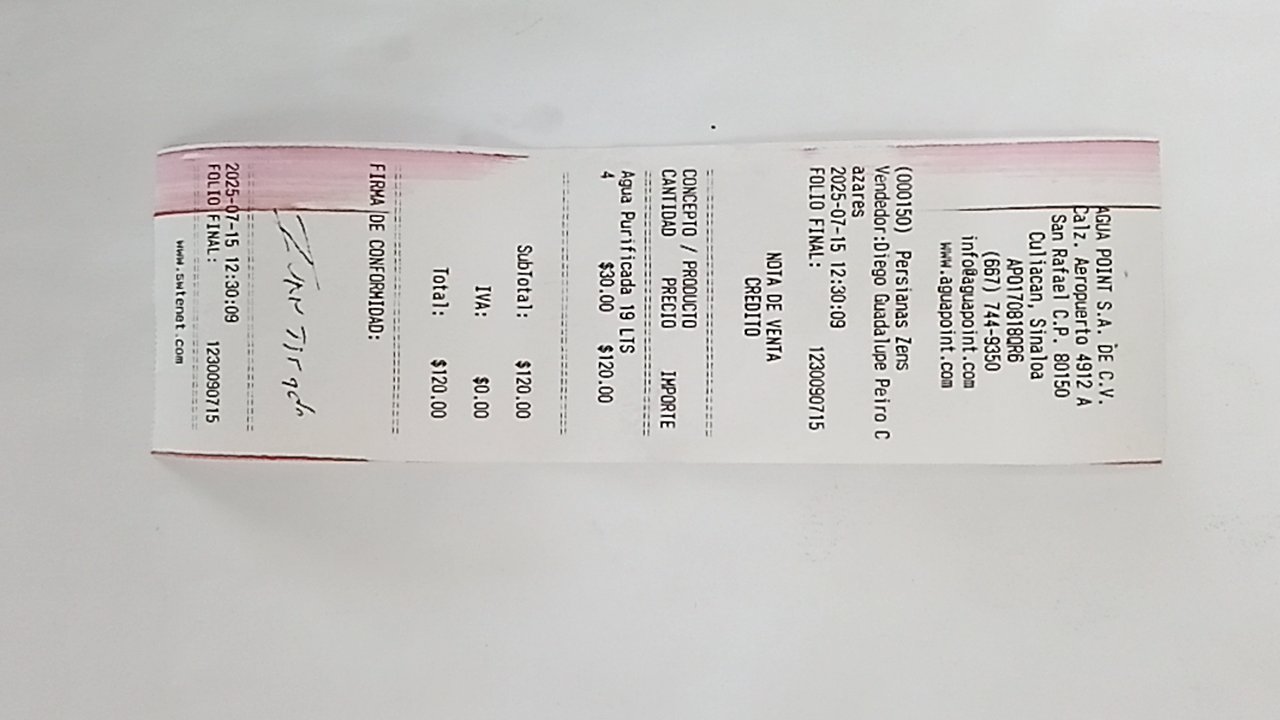 AGUA POINT S.A. DE C.V.
Calz. Aeropuerto 4912 A
San Rafael C.P. 80150
Culiacan, Sinaloa
APO170818QR6
(667) 744-9350
info@aguapoint.com
www.aguapoint.com
(000150) Persianas Zens
Vendedor:Diego Guadalupe Peiro C
azares
2025-07-15 12:30:09
FOLIO FINAL: 1230090715
NOTA DE VENTA
CREDITO
CONCEPTO / PRODUCTO
CANTIDAD PRECIO IMPORTE
Agua Purificada 19 LTS
4 $30.00 $120.00
SubTotal: $120.00
IVA: $0.00
Total: $120.00
FIRMA DE CONFORMIDAD:
2025-07-15 12:30:09
FOLIO FINAL: 1230090715
www.swtenet.com